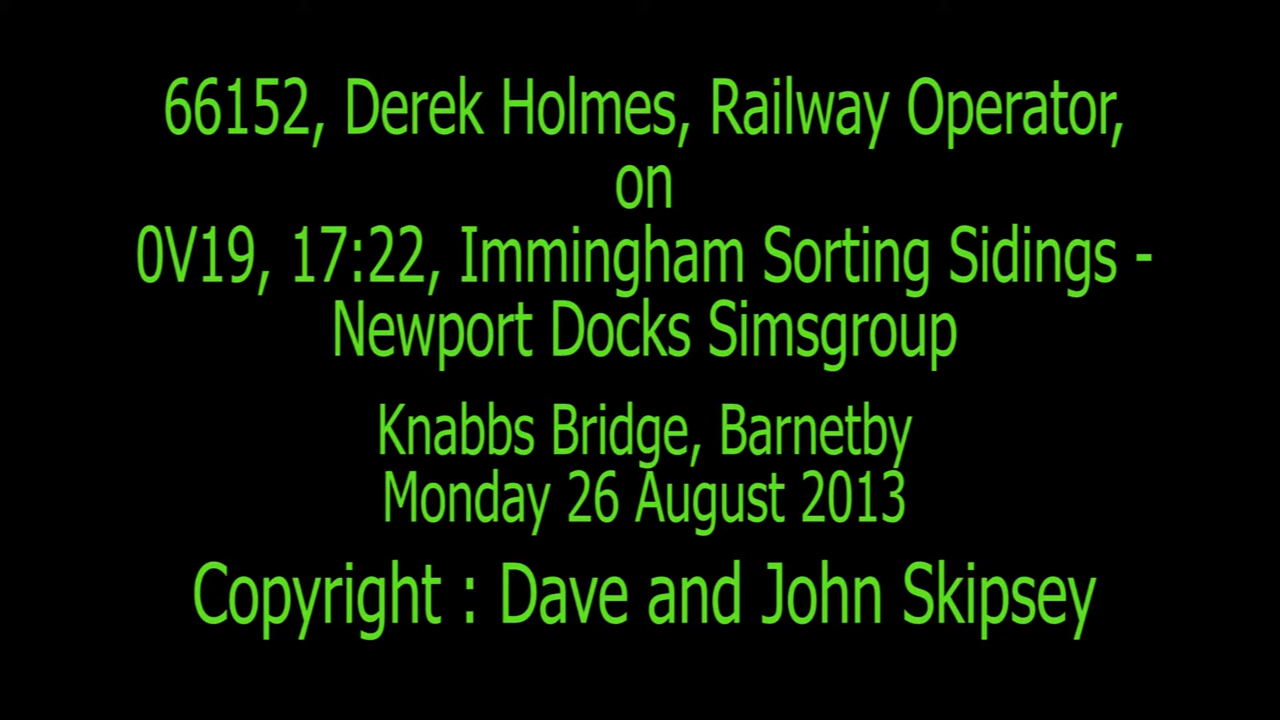 66152, Derek Holmes, Railway Operator,
on
0V19, 17:22, Immingham Sorting Sidings -
Newport Docks Simsgroup
Knabbs Bridge, Barnetby
Monday 26 August 2013
Copyright : Dave and John Skipsey